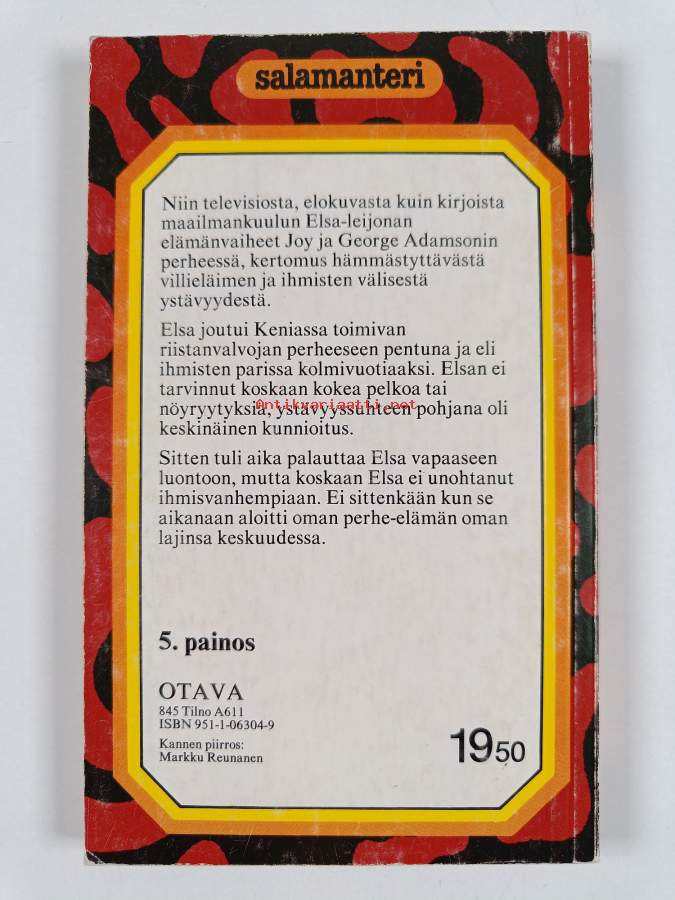 salamanteri
Niin televisiosta, elokuvasta kuin kirjoista
maailmankuulun Elsa-leijonan
elämänvaiheet Joy ja George Adamsonin
perheessä, kertomus hämmästyttävästä
villieläimen ja ihmisten välisestä
ystävyydestä.
Elsa joutui Keniassa toimivan
riistanvalvojan perheeseen pentuna ja eli
ihmisten parissa kolmivuotiaaksi. Elsan ei
tarvinnut koskaan kokea pelkoa tai
Antikvariaatti.net
nöyryytyksiä, ystävyyssuhteen pohjana oli
keskinäinen kunnioitus.
Sitten tuli aika palauttaa Elsa vapaaseen
luontoon, mutta koskaan Elsa ei unohtanut
ihmisvanhempiaan. Ei sittenkään kun se
aikanaan aloitti oman perhe-elämän oman
lajinsa keskuudessa.
5. painos
OTAVA
845 Tilno A611
ISBN 951-1-06304-9
Kannen piirros:
Markku Reunanen
1950